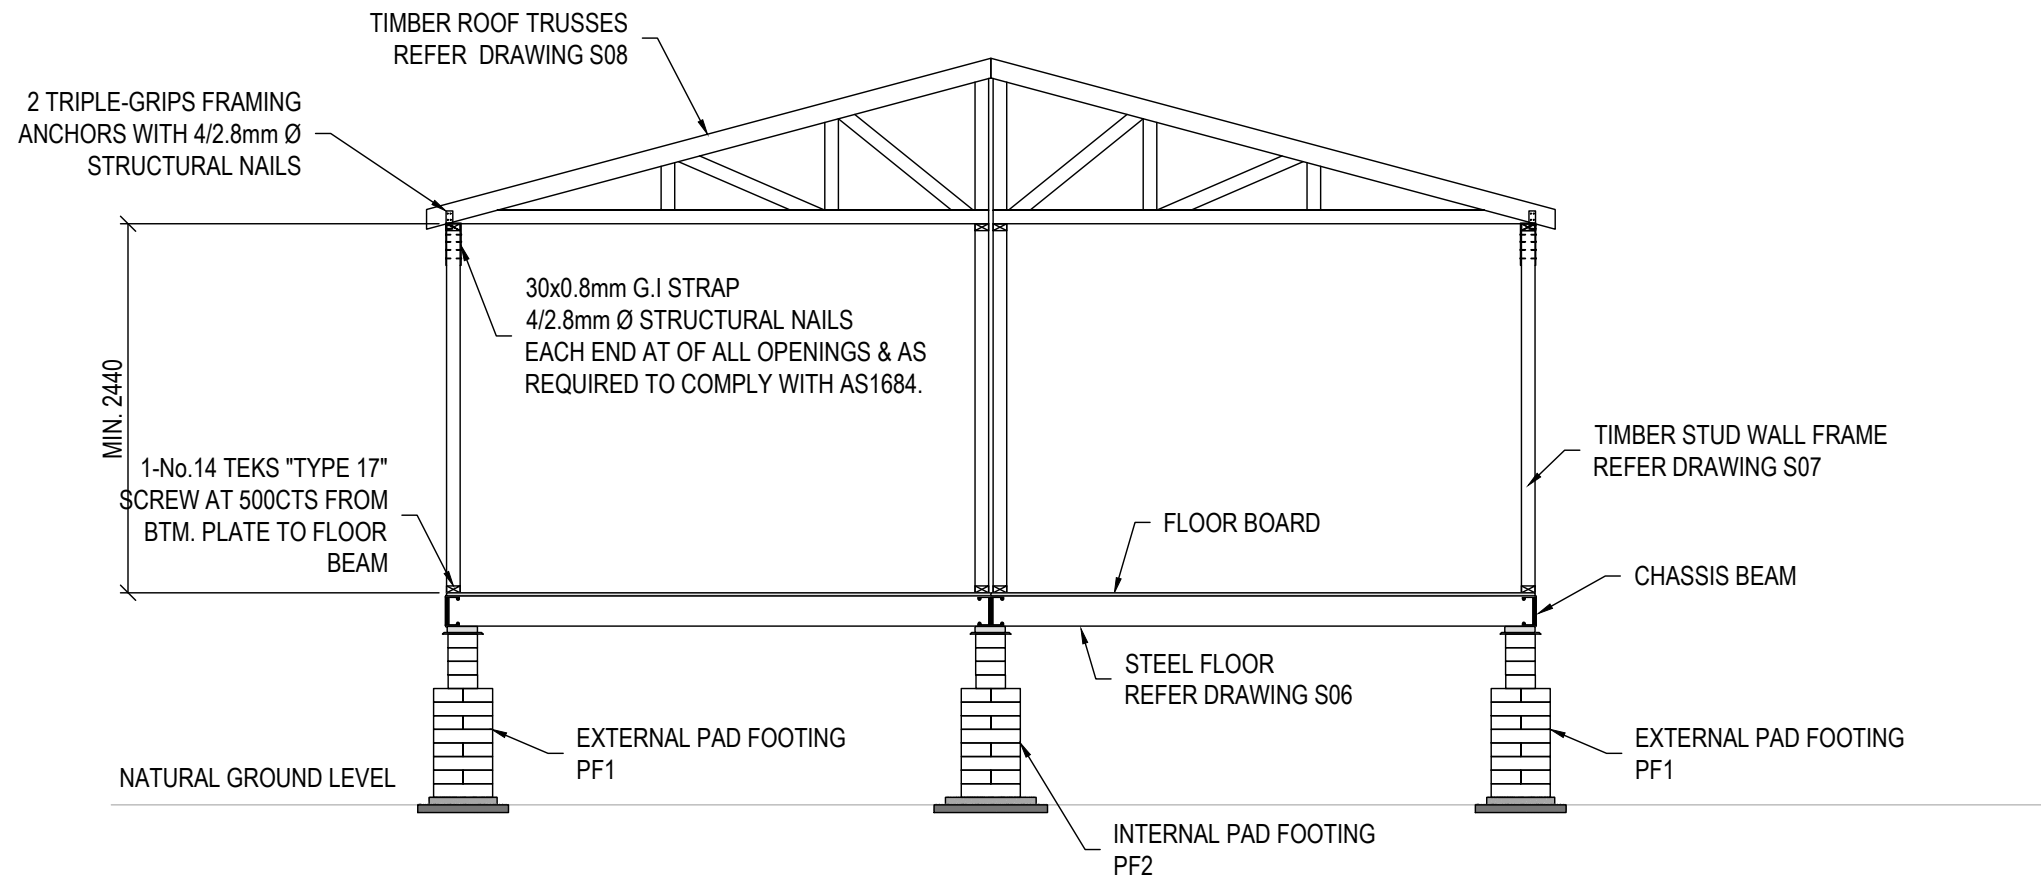 TIMBER ROOF TRUSSES
REFER DRAWING S08
2 TRIPLE-GRIPS FRAMING
ANCHORS WITH 4/2.8mm Ø
STRUCTURAL NAILS
30x0.8mm G.I STRAP
4/2.8mm Ø STRUCTURAL NAILS
EACH END AT OF ALL OPENINGS & AS
REQUIRED TO COMPLY WITH AS1684.
MIN. 2440
1-No.14 TEKS "TYPE 17"
SCREW AT 500CTS FROM
BTM. PLATE TO FLOOR
BEAM
TIMBER STUD WALL FRAME
REFER DRAWING S07
FLOOR BOARD
CHASSIS BEAM
STEEL FLOOR
REFER DRAWING S06
EXTERNAL PAD FOOTING
PF1
EXTERNAL PAD FOOTING
PF1
NATURAL GROUND LEVEL
INTERNAL PAD FOOTING
PF2